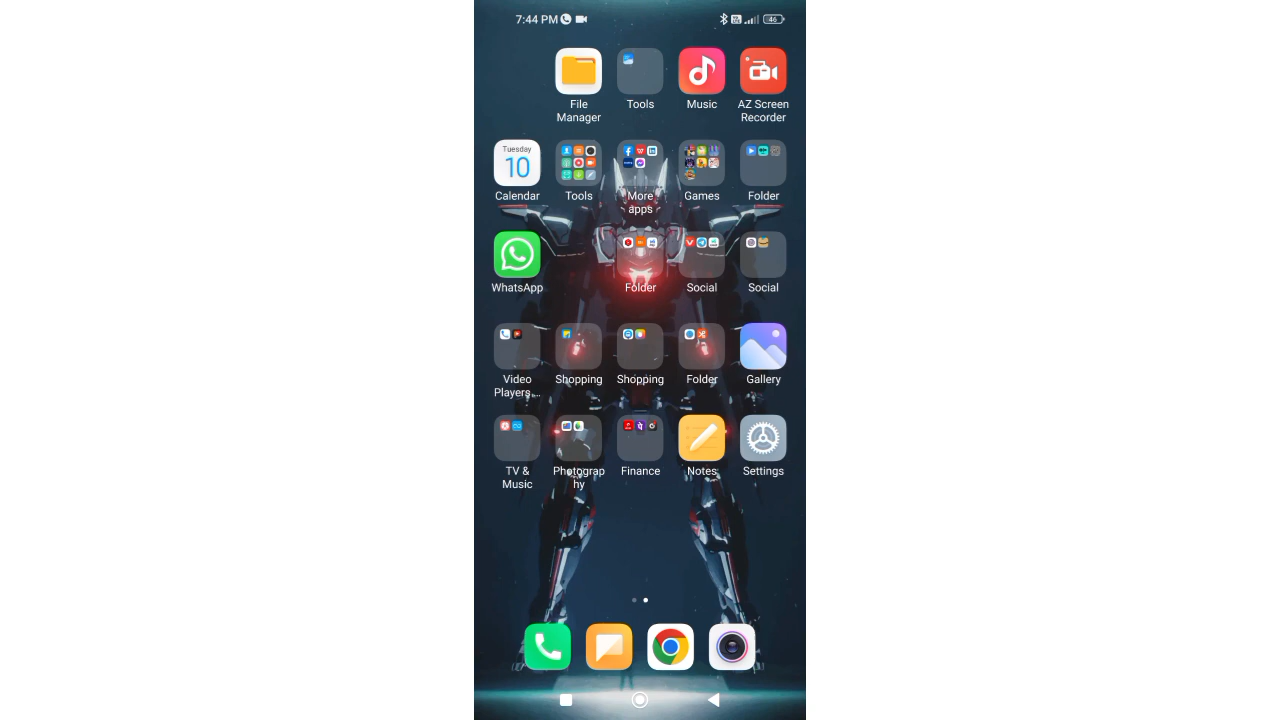 7:44 PM
46
File
Manager
Tools
Music
AZ Screen
Recorder
Tuesday
10
Calendar
Tools
More
apps
Games
Folder
WhatsApp
Folder
Social
Social
Video
Players,...
Shopping
Shopping
Folder
Gallery
TV &
Music
Photograp
hy
Finance
Notes
Settings